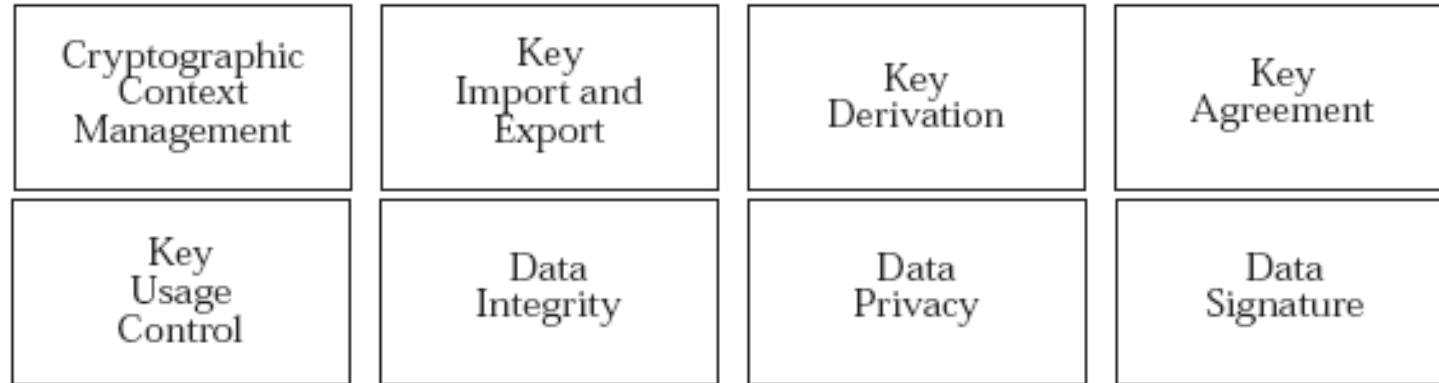 Cryptographic
Context
Management
Key
Import and
Export
Key
Derivation
Key
Agreement
Key
Usage
Control
Data
Integrity
Data
Privacy
Data
Signature